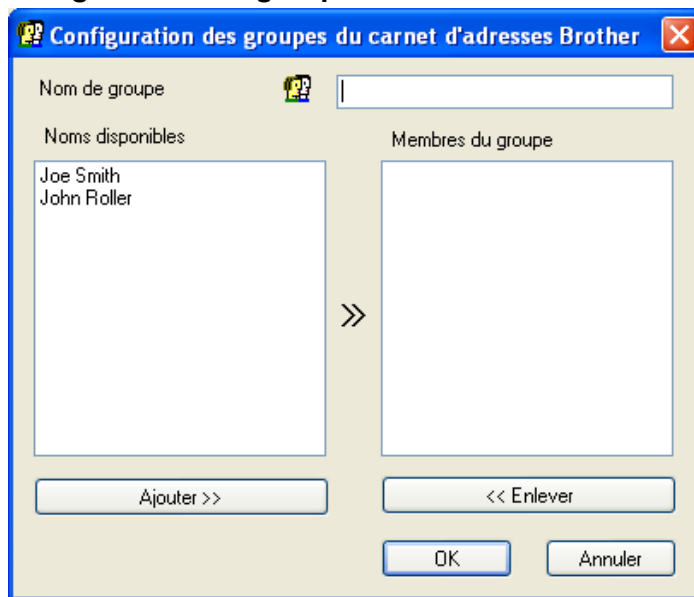 Configuration des groupes du carnet d'adresses Brother
Nom de groupe
Noms disponibles
Membres du groupe
Joe Smith
John Roller
>>
Ajouter >>
<< Enlever
OK
Annuler